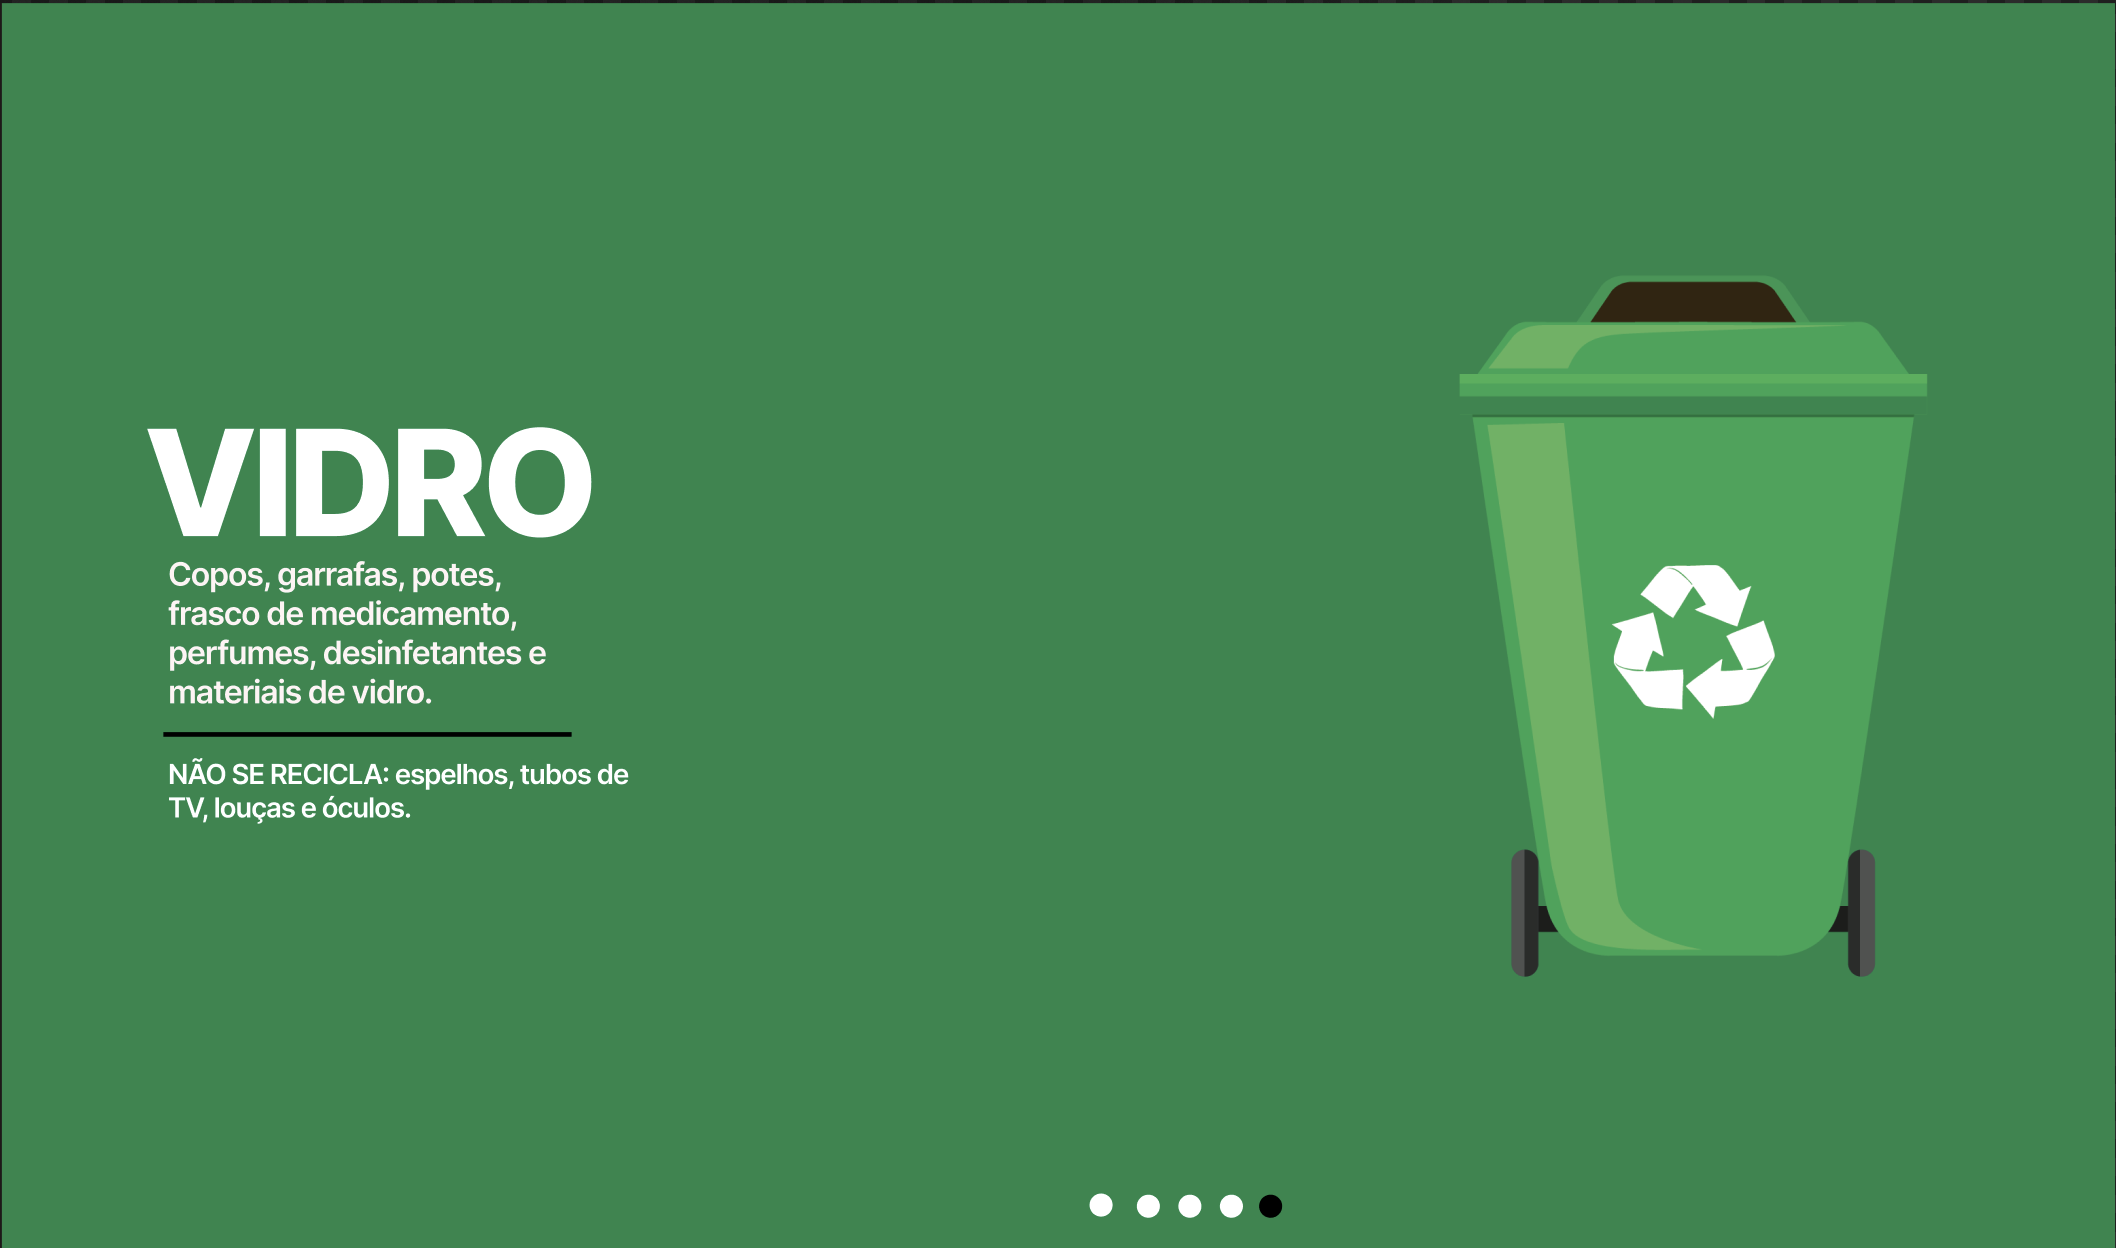 VIDRO
Copos, garrafas, potes,
frasco de medicamento,
perfumes, desinfetantes e
materiais de vidro.
NÃO SE RECICLA: espelhos, tubos de
TV, louças e óculos.